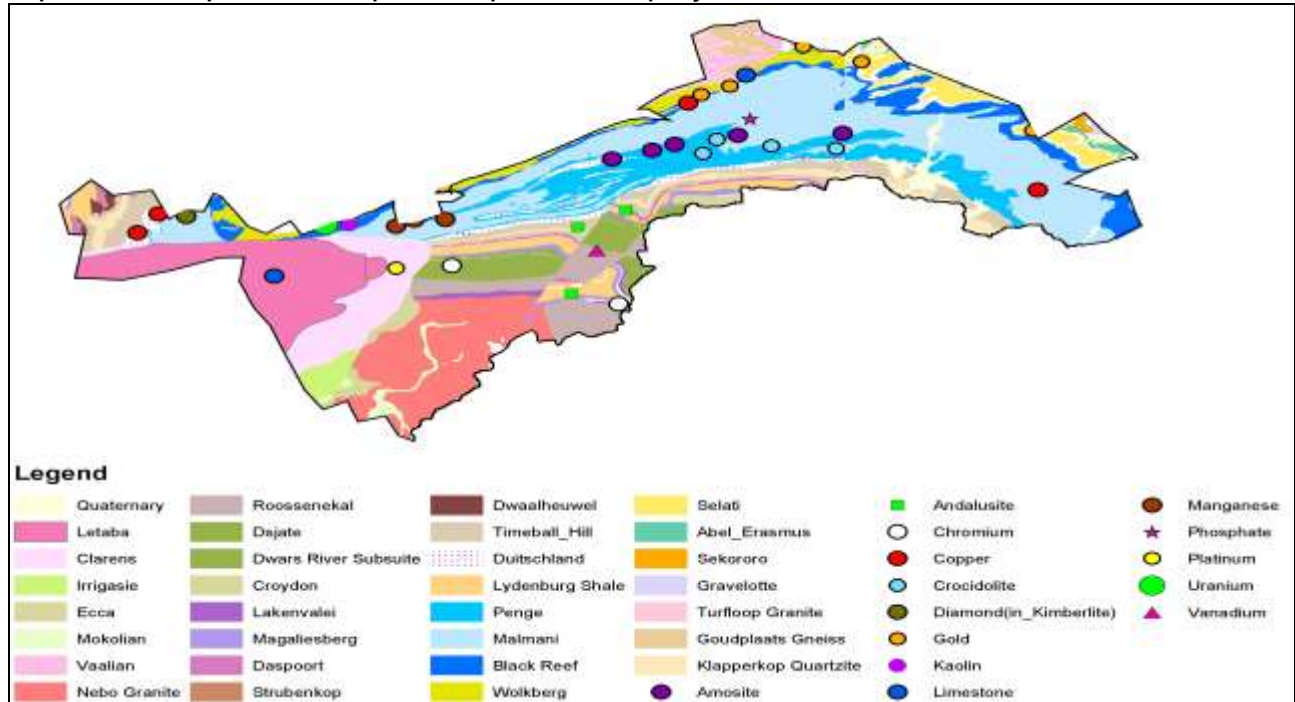 Legend
Quaternary Roossenekal Dwaalheuwel Selati Andalusite Manganese
Letaba Dsjate Timeball_Hill Abel_Erasmus Chromium Phosphate
Clarens Dwars River Subsuite Duitschland Sekororo Copper Platinum
Irrigasie Croydon Lydenburg Shale Gravelotte Crocidolite Uranium
Ecca Lakenvalei Penge Turfloop Granite Diamond(in_Kimberlite) Vanadium
Mokolian Magaliesberg Malmani Goudplaats Gneiss Gold
Vaalian Daspoort Black Reef Klapperkop Quartzite Kaolin
Nebo Granite Strubenkop Wolkberg Amosite Limestone